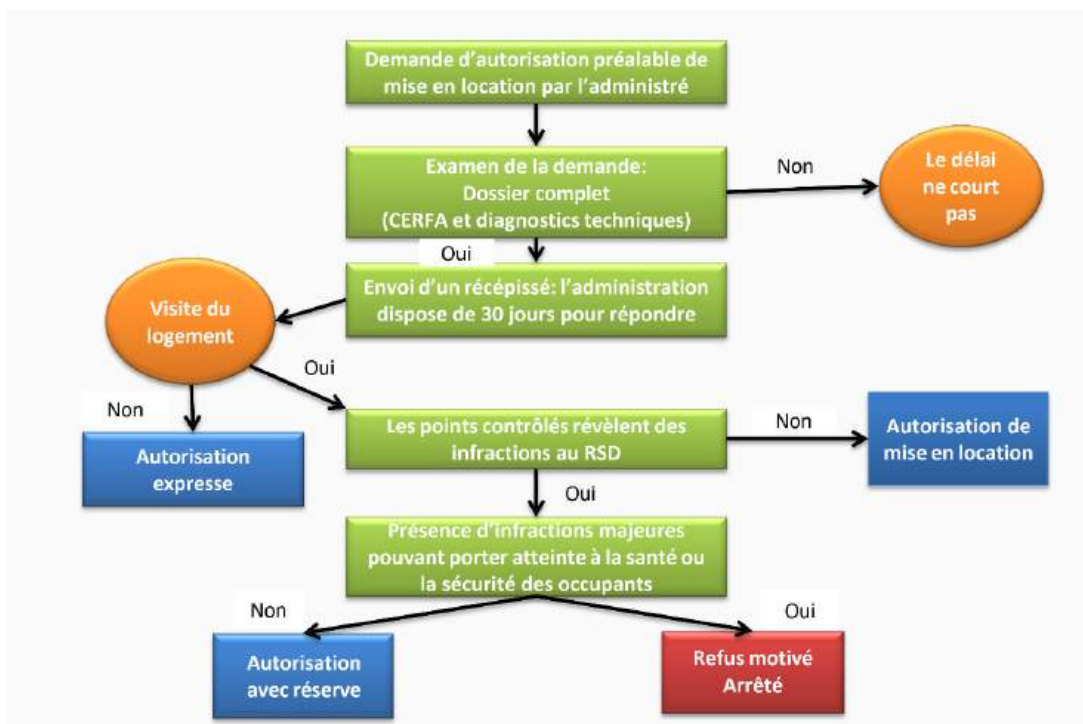 Demande d'autorisation préalable de
mise en location par l'administré
Examen de la demande:
Dossier complet
(CERFA et diagnostics techniques)
Non
Le délai
ne court
pas
Oui
Envoi d'un récépissé: l'administration
dispose de 30 jours pour répondre
Visite du
logement
Oui
Non
Autorisation
expresse
Les points contrôlés révèlent des
infractions au RSD
Non
Autorisation de
mise en location
Oui
Présence d'infractions majeures
pouvant porter atteinte à la santé ou
la sécurité des occupants
Non
Oui
Autorisation
avec réserve
Refus motivé
Arrêté